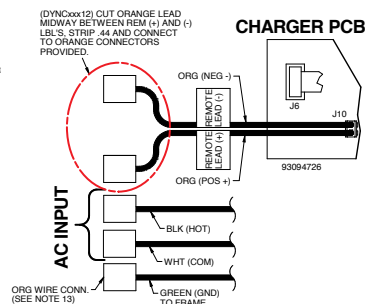 (DYNCxxx12) CUT ORANGE LEAD
MIDWAY BETWEEN REM (+) AND (-)
LBL'S, STRIP .44 AND CONNECT
TO ORANGE CONNECTORS
PROVIDED.
CHARGER PCB
ORG (NEG -)
REMOTE
LEAD (-)
REMOTE
LEAD (+)
J6
J10
93094726
ORG (POS +)
AC INPUT
BLK (HOT)
WHT (COM)
ORG WIRE CONN.
(SEE NOTE 13)
GREEN (GND)
TO FRAME